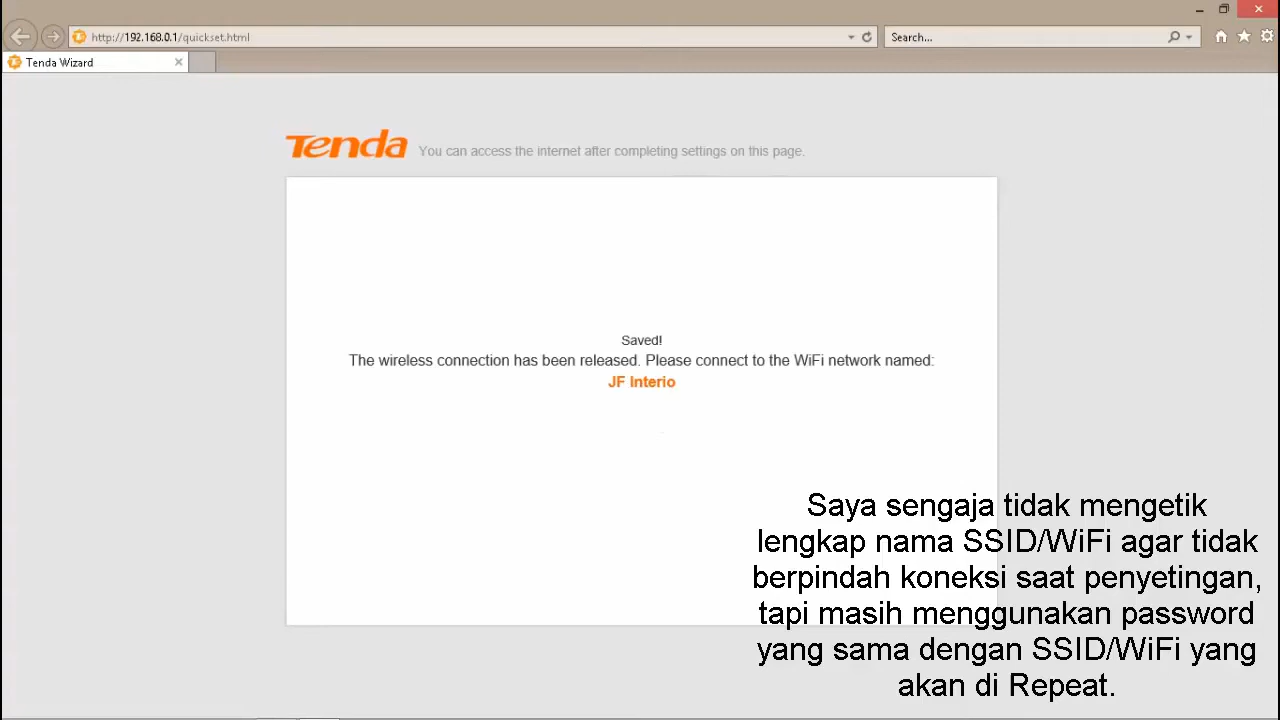 http://192.168.0.1/quickset.html
Search...
Tenda Wizard
Tenda You can access the internet after completing settings on this page.
Saved!
The wireless connection has been released. Please connect to the WiFi network named:
JF Interio
Saya sengaja tidak mengetik
lengkap nama SSID/WiFi agar tidak
berpindah koneksi saat penyetingan,
tapi masih menggunakan password
yang sama dengan SSID/WiFi yang
akan di Repeat.